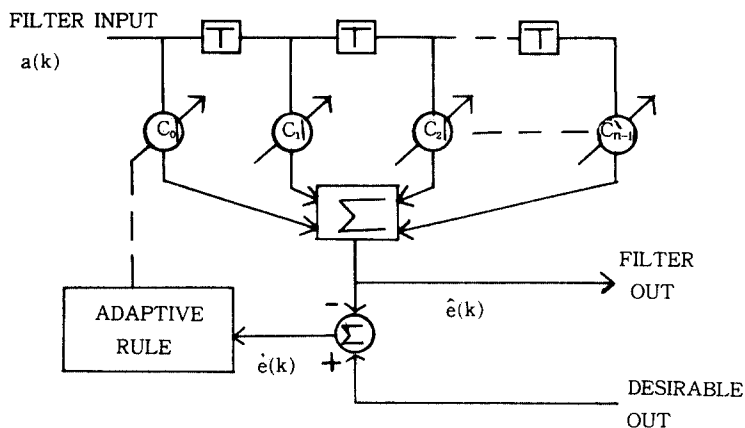 FILTER INPUT
a(k)
T
T
T
C₀
C₁
C₂
Cₙ₋₁
Σ
FILTER
OUT
ê(k)
-
Σ
+
ADAPTIVE
RULE
ė(k)
DESIRABLE
OUT